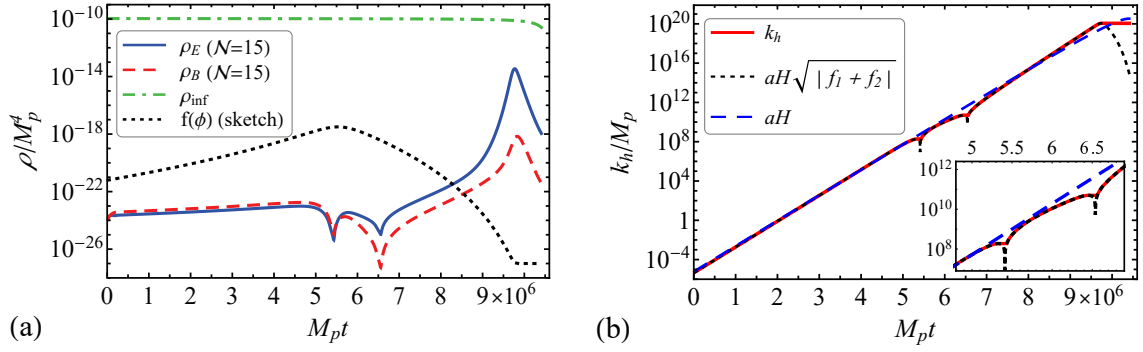 10^-10
10^-14
10^-18
10^-22
10^-26
ρ/M_p^4
ρ_E (𝒩=15)
ρ_B (𝒩=15)
ρ_inf
f(ϕ) (sketch)
0 1 2 3 4 5 6 7 8 9×10^6
M_p t
(a)
10^20
10^16
10^12
10^8
10^4
1
10^-4
k_h/M_p
k_h
aH√| f_1 + f_2 |
aH
5 5.4 6 6.5
10^12
10^10
10^8
0 1 2 3 4 5 6 7 8 9×10^6
M_p t
(b)